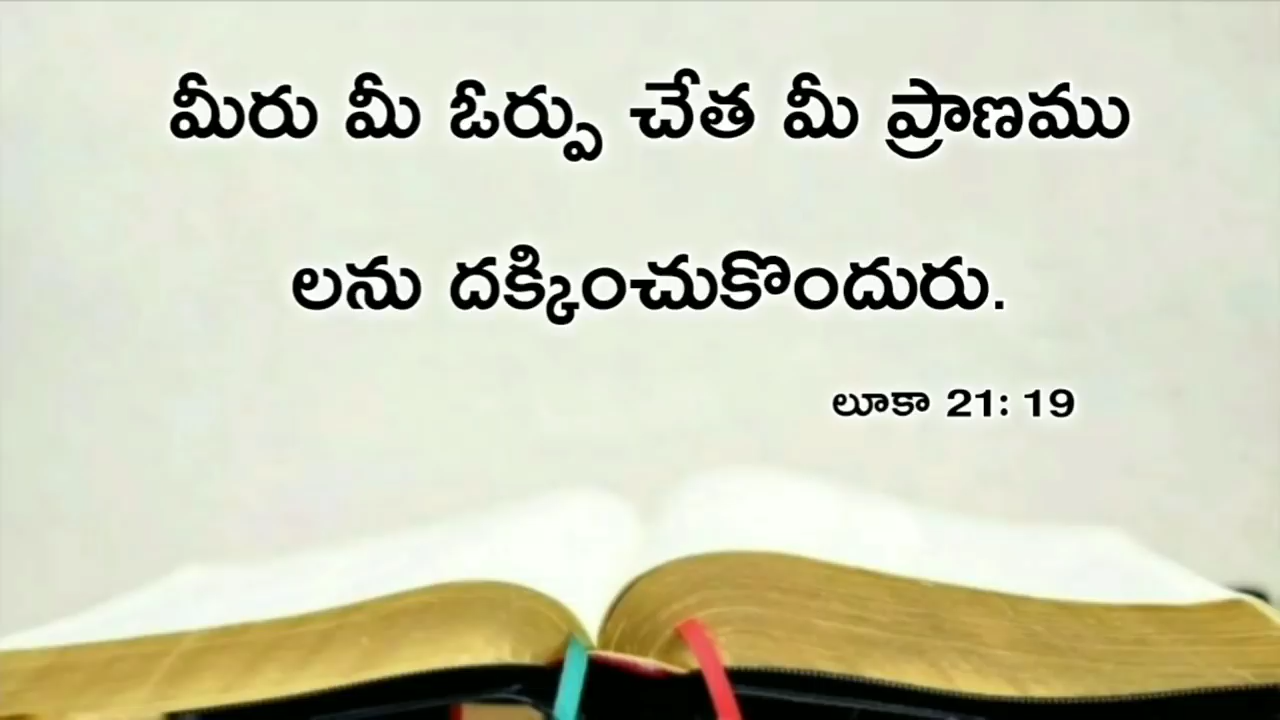 మీరు మీ ఓర్పు చేత మీ ప్రాణము
లను దక్కించుకొందురు.
లూకా 21: 19